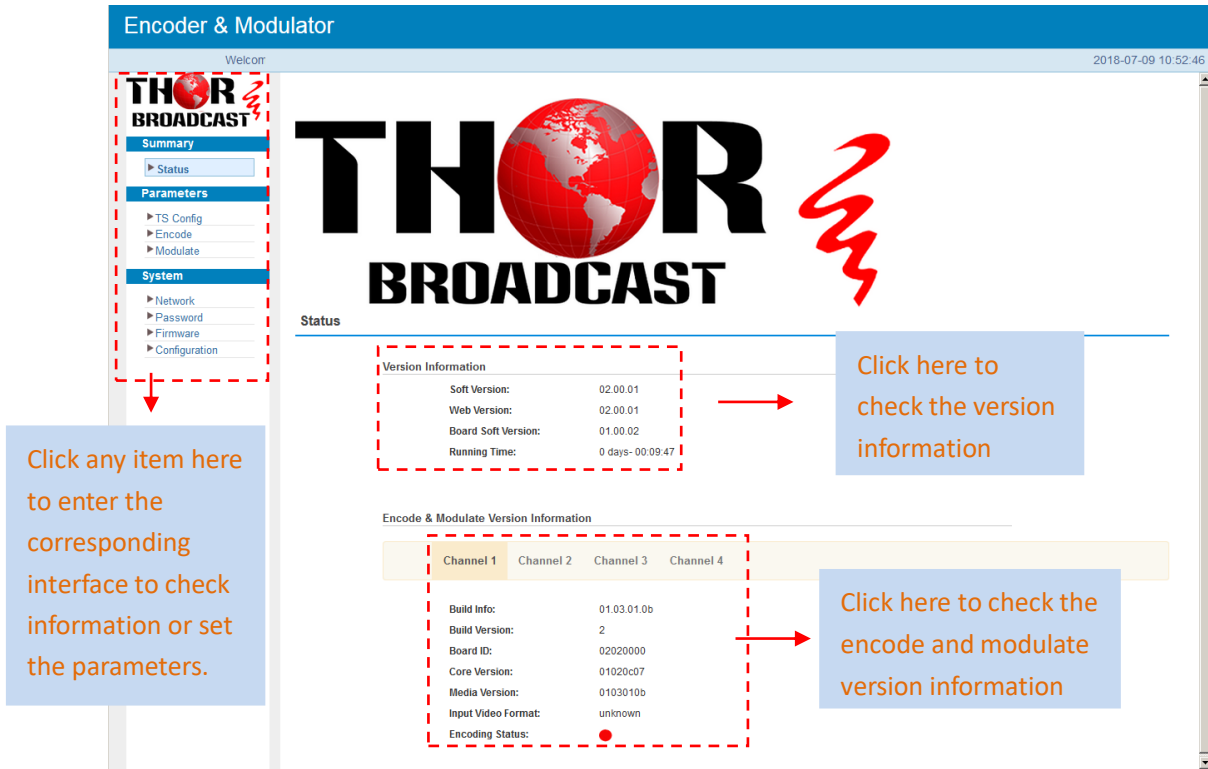 Encoder & Modulator
Welcom
2018-07-09 10:52:46
THOR
BROADCAST
Summary
Status
Parameters
TS Config
Encode
Modulate
System
Network
Password
Firmware
Configuration
THOR
BROADCAST
Status
Version Information
Soft Version: 02.00.01
Web Version: 02.00.01
Board Soft Version: 01.00.02
Running Time: 0 days- 00:09:47
Click here to
check the version
information
Click any item here
to enter the
corresponding
interface to check
information or set
the parameters.
Encode & Modulate Version Information
Channel 1 Channel 2 Channel 3 Channel 4
Build Info: 01.03.01.0b
Build Version: 2
Board ID: 02020000
Core Version: 01020c07
Media Version: 0103010b
Input Video Format: unknown
Encoding Status:
Click here to check the
encode and modulate
version information